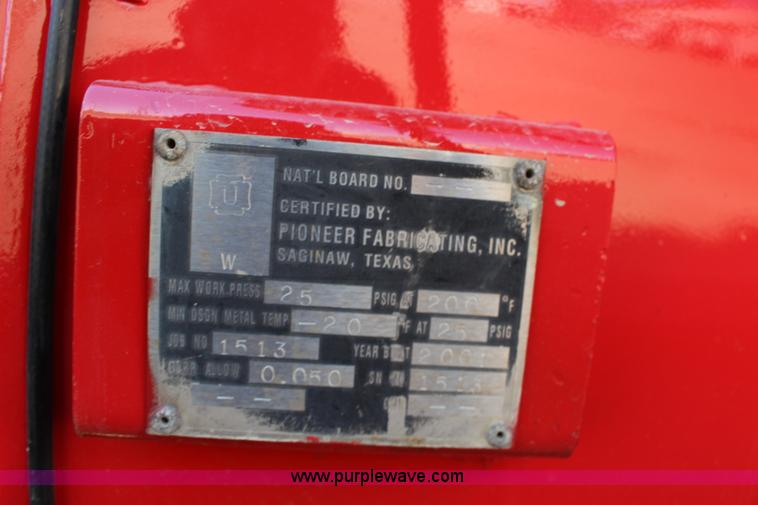 U
W
NAT'L BOARD NO. --
CERTIFIED BY:
PIONEER FABRICATING, INC.
SAGINAW, TEXAS
MAX WORK PRESS 25 PSIG AT 200 °F
MIN DSGN METAL TEMP -20 °F AT 25 PSIG
JOB NO 1513 YEAR BUILT
CORR ALLOW 0.050 SN 1513
-- --
www.purplewave.com